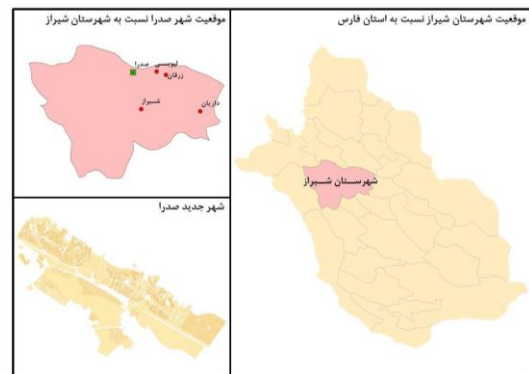 موقعیت شهرستان شیراز نسبت به استان فارس
شهرستان شیراز
موقعیت شهر صدرا نسبت به شهرستان شیراز
صدرا
لپویی
زرقان
شیراز
داریان
شهر جدید صدرا